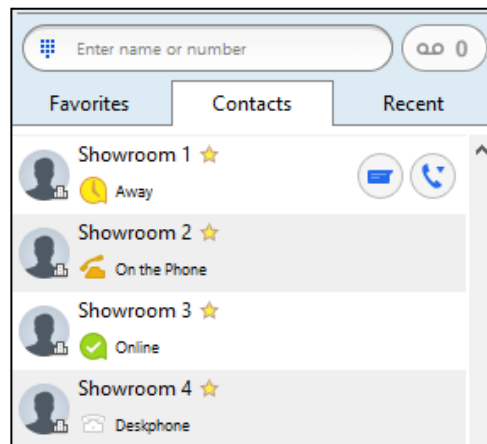 Enter name or number
0
Favorites Contacts Recent
Showroom 1
Away
Showroom 2
On the Phone
Showroom 3
Online
Showroom 4
Deskphone